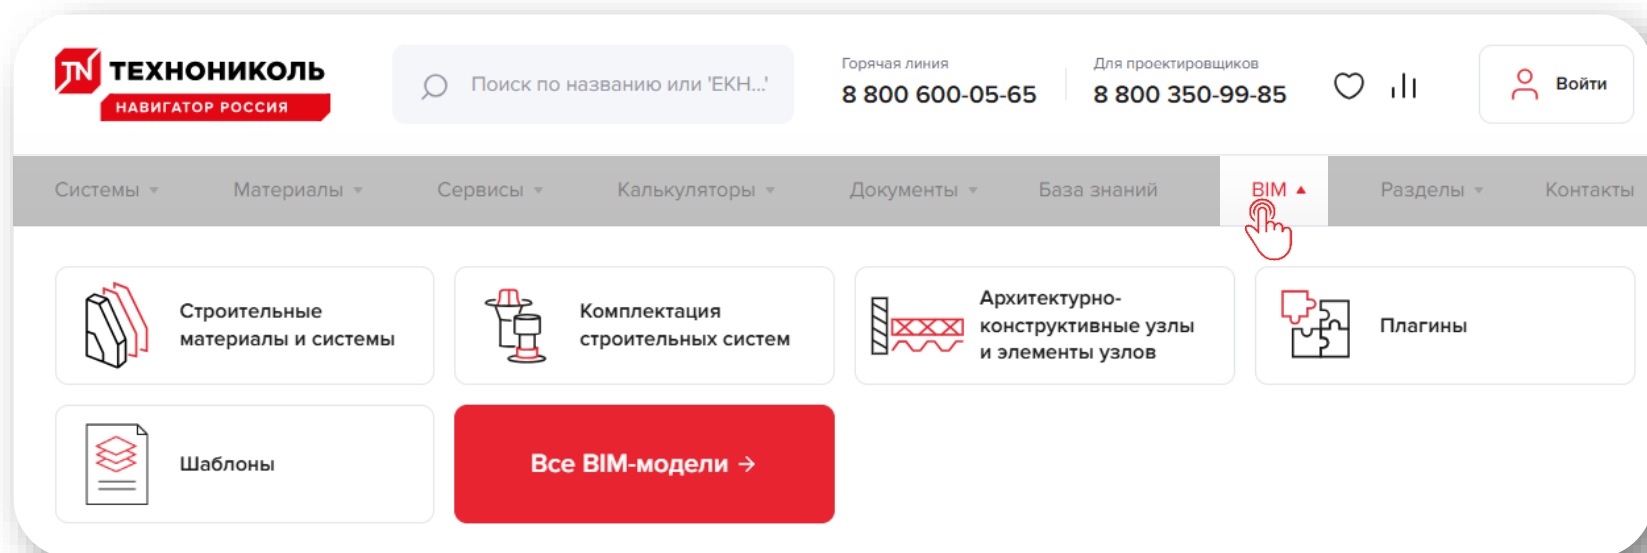 ТЕХНОНИКОЛЬ
НАВИГАТОР РОССИЯ
Поиск по названию или 'ЕКН...'
Горячая линия
8 800 600-05-65
Для проектировщиков
8 800 350-99-85
Войти
Системы
Материалы
Сервисы
Калькуляторы
Документы
База знаний
BIM
Разделы
Контакты
Строительные
материалы и системы
Комплектация
строительных систем
Архитектурно-
конструктивные узлы
и элементы узлов
Плагины
Шаблоны
Все BIM-модели →